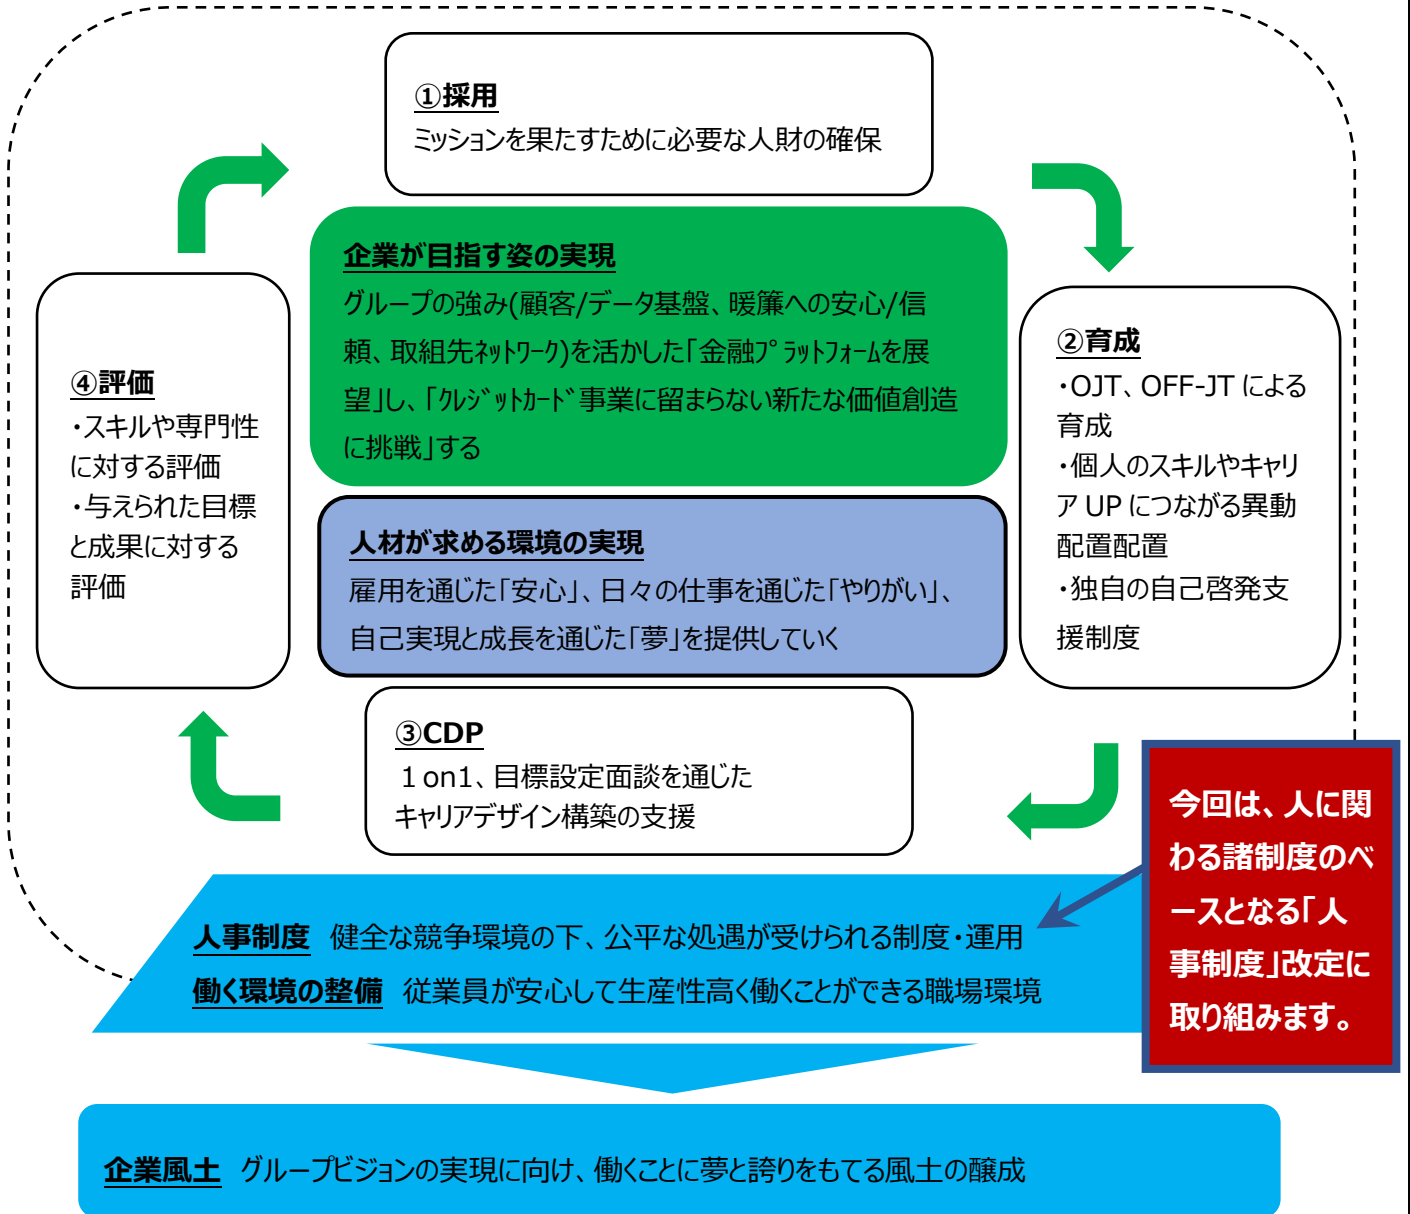 ①採用
ミッションを果たすために必要な人財の確保
企業が目指す姿の実現
グループの強み(顧客/データ基盤、暖簾への安心/信
頼、取組先ﾈｯﾄﾜｰｸ)を活かした「金融ﾌﾟﾗｯﾄﾌｫｰﾑを展
望」し、「ｸﾚｼﾞｯﾄｶｰﾄﾞ事業に留まらない新たな価値創造
に挑戦」する
②育成
・OJT、OFF-JT による
育成
・個人のスキルやキャリ
ア UP につながる異動
配置配置
・独自の自己啓発支
援制度
④評価
・スキルや専門性
に対する評価
・与えられた目標
と成果に対する
評価
人材が求める環境の実現
雇用を通じた「安心」、日々の仕事を通じた「やりがい」、
自己実現と成長を通じた「夢」を提供していく
③CDP
１on1、目標設定面談を通じた
キャリアデザイン構築の支援
今回は、人に関
わる諸制度のベ
ースとなる「人
事制度」改定に
取り組みます。
人事制度 健全な競争環境の下、公平な処遇が受けられる制度・運用
働く環境の整備 従業員が安心して生産性高く働くことができる職場環境
企業風土 グループビジョンの実現に向け、働くことに夢と誇りをもてる風土の醸成